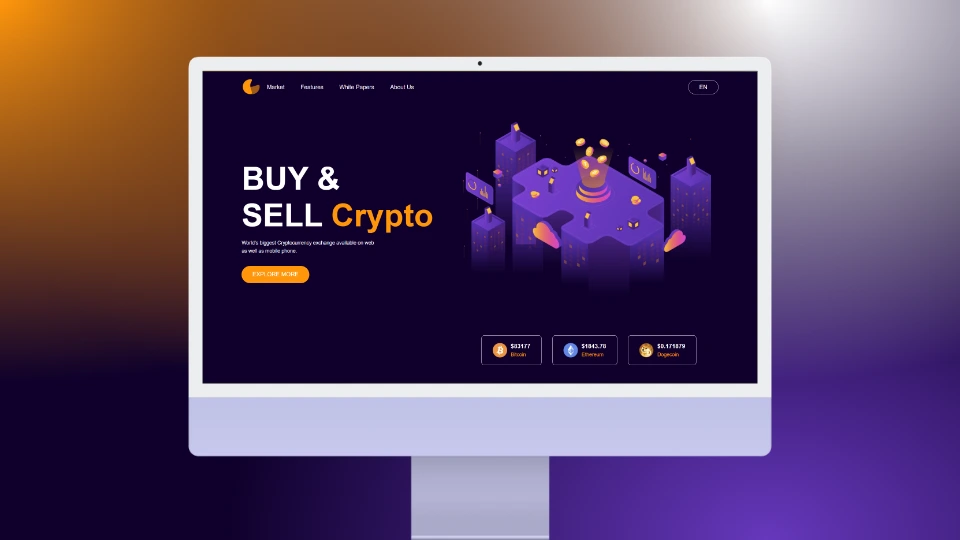 Market Features White Papers About Us EN
BUY &
SELL Crypto
World's biggest Cryptocurrency exchange available on web
as well as mobile phone.
EXPLORE MORE
$83177 $1843.78 $0.171879
Bitcoin Ethereum Dogecoin